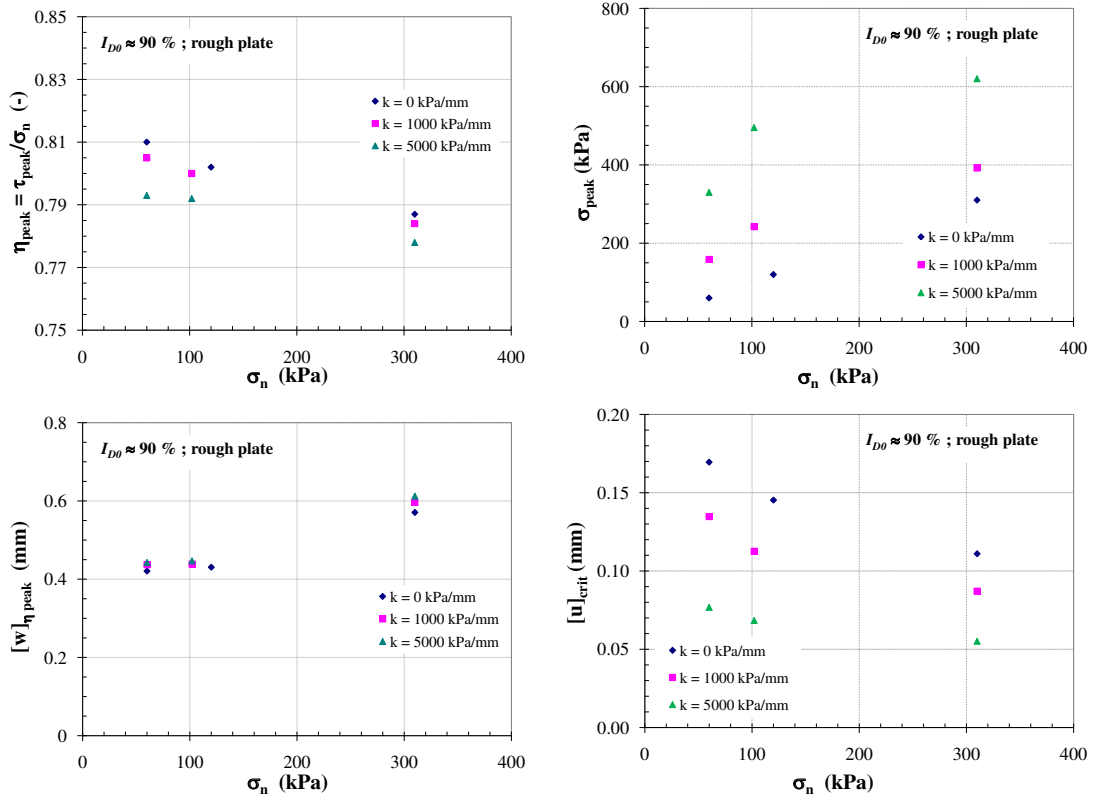 0.85
0.83
0.81
0.79
0.77
0.75
η_peak = τ_peak/σ_n (-)
I_D0 ≈ 90 % ; rough plate
k = 0 kPa/mm
k = 1000 kPa/mm
k = 5000 kPa/mm
0 100 200 300 400
σ_n (kPa)
800
600
400
200
0
σ_peak (kPa)
I_D0 ≈ 90 % ; rough plate
k = 0 kPa/mm
k = 1000 kPa/mm
k = 5000 kPa/mm
0 100 200 300 400
σ_n (kPa)
0.8
0.6
0.4
0.2
0
[w]_η peak (mm)
I_D0 ≈ 90 % ; rough plate
k = 0 kPa/mm
k = 1000 kPa/mm
k = 5000 kPa/mm
0 100 200 300 400
σ_n (kPa)
0.20
0.15
0.10
0.05
0.00
[u]_crit (mm)
I_D0 ≈ 90 % ; rough plate
k = 0 kPa/mm
k = 1000 kPa/mm
k = 5000 kPa/mm
0 100 200 300 400
σ_n (kPa)